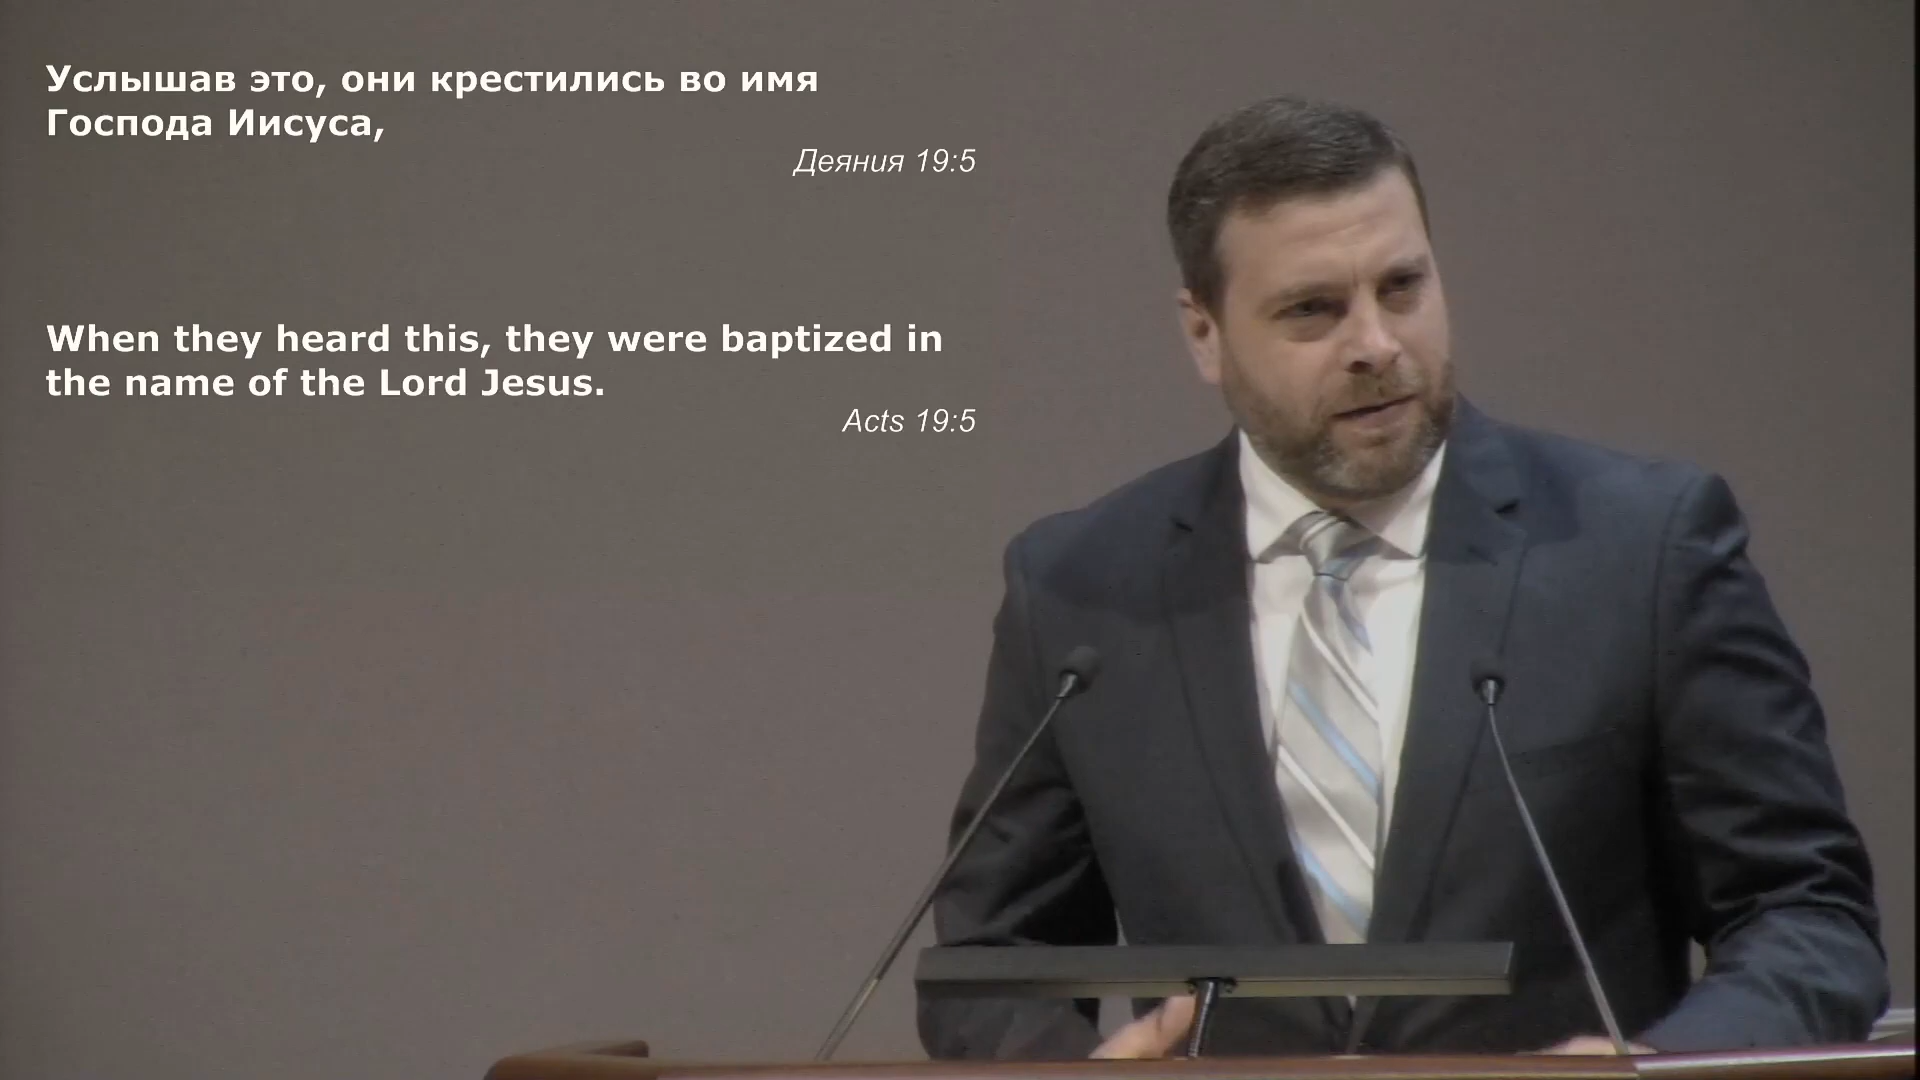 Услышав это, они крестились во имя
Господа Иисуса,
Деяния 19:5
When they heard this, they were baptized in
the name of the Lord Jesus.
Acts 19:5